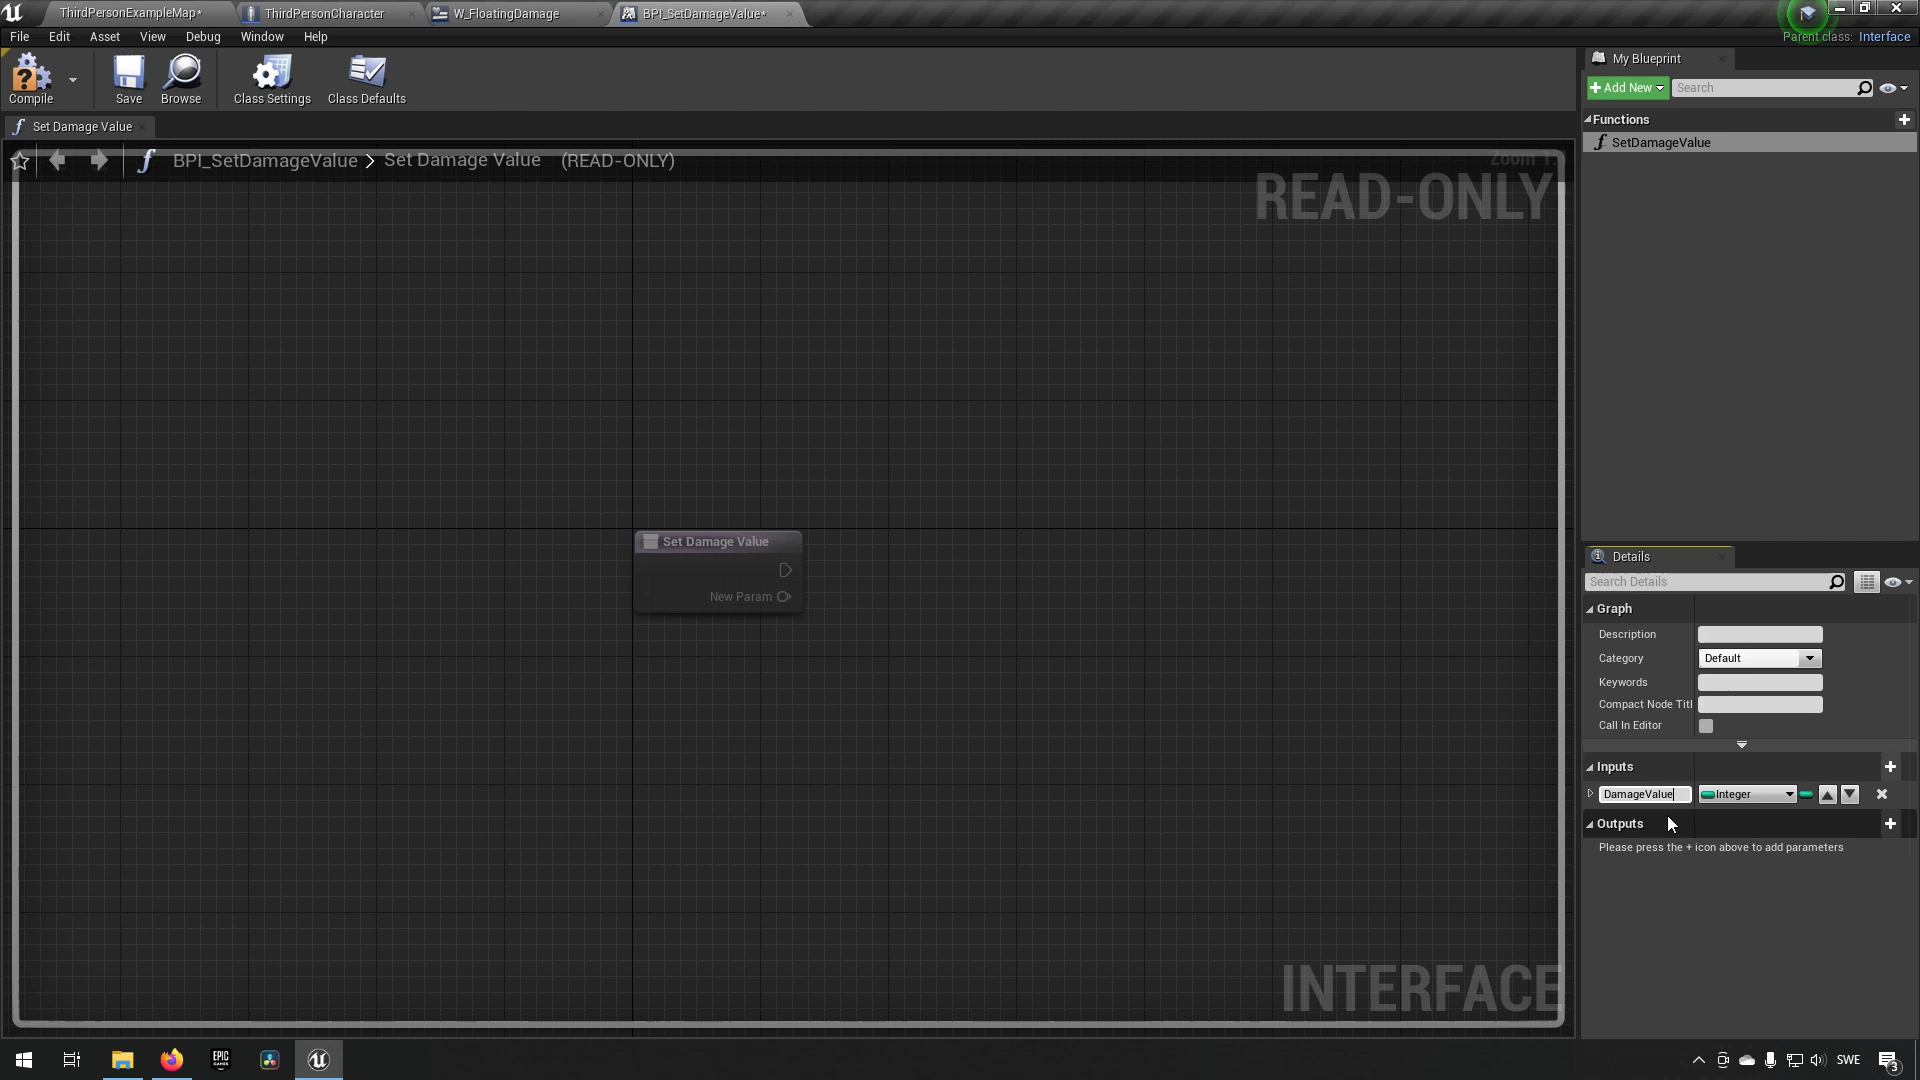 ThirdPersonExampleMap*
ThirdPersonCharacter
W_FloatingDamage
BPI_SetDamageValue*
File Edit Asset View Debug Window Help
Parent class: Interface
Compile
Save
Browse
Class Settings
Class Defaults
My Blueprint
+ Add New
Search
Functions
SetDamageValue
Set Damage Value
BPI_SetDamageValue > Set Damage Value (READ-ONLY)
READ-ONLY
Set Damage Value
New Param
INTERFACE
Details
Search Details
Graph
Description
Category Default
Keywords
Compact Node Titl
Call In Editor
Inputs
DamageValue Integer
Outputs
Please press the + icon above to add parameters
EPIC
GAMES
SWE
3